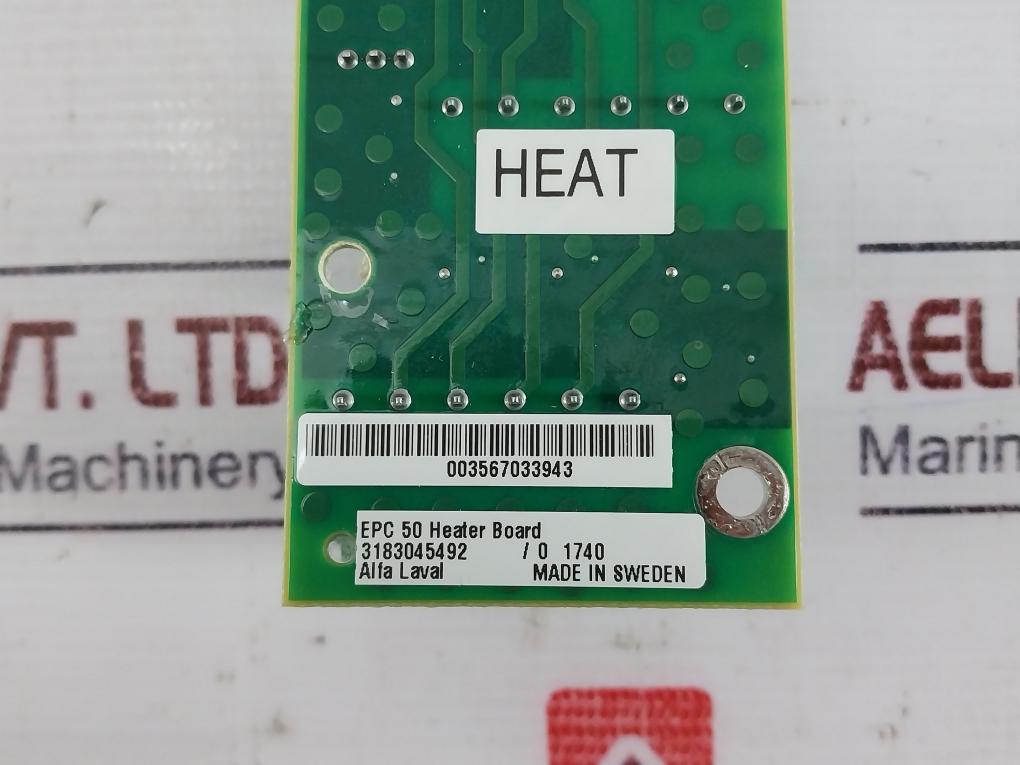 HEAT
VT. LTD
AEL
Machinery
Marin
003567033943
EPC 50 Heater Board
3183045492 / 0 1740
Alfa Laval MADE IN SWEDEN